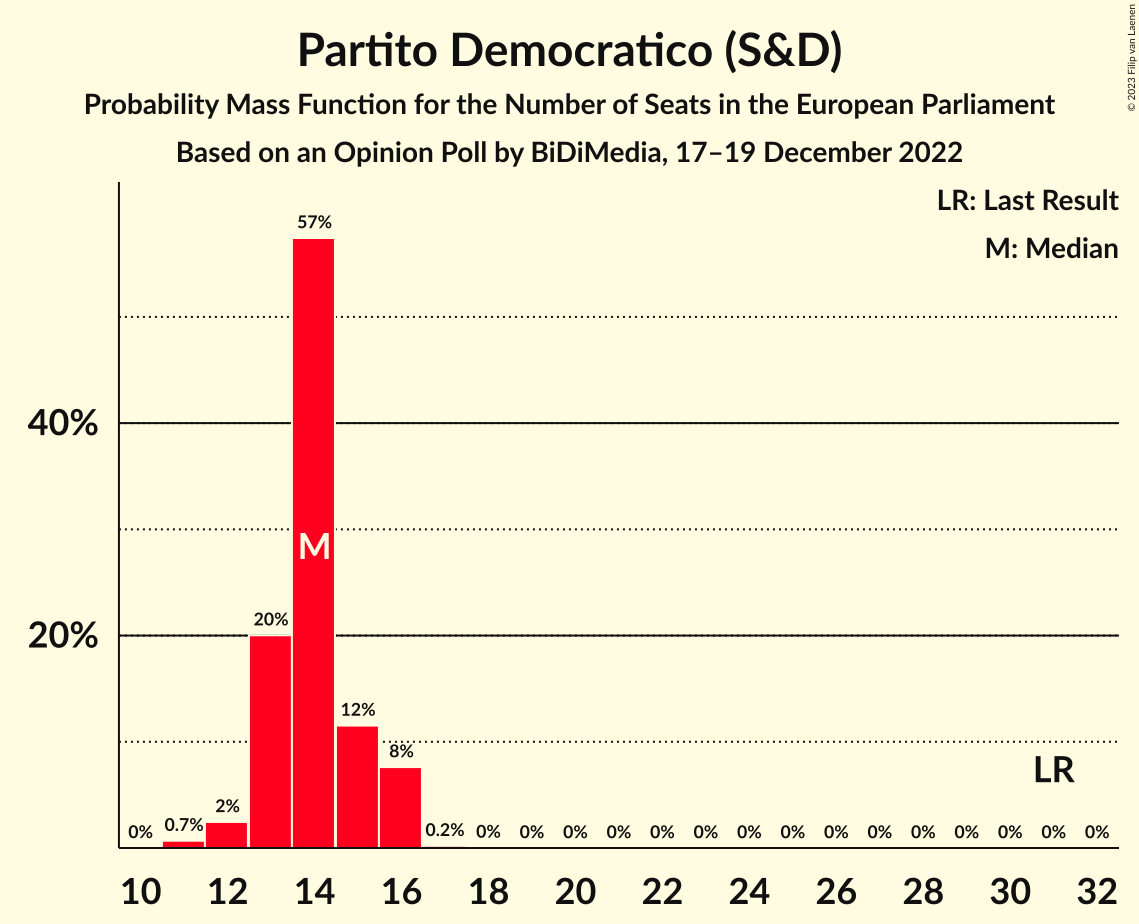 © 2023 Filip van Laenen
Partito Democratico (S&D)
Probability Mass Function for the Number of Seats in the European Parliament
Based on an Opinion Poll by BiDiMedia, 17–19 December 2022
LR: Last Result
M: Median
57%
40%
M
20%
20%
12%
8%
LR
0% 0.7% 2% 0.2% 0% 0% 0% 0% 0% 0% 0% 0% 0% 0% 0% 0% 0% 0% 0%
10 12 14 16 18 20 22 24 26 28 30 32